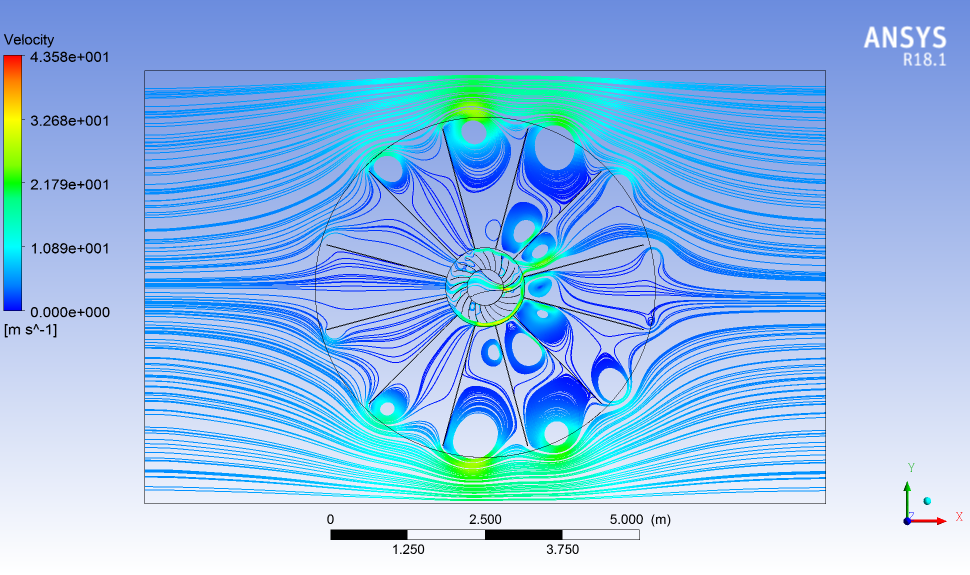 Velocity
4.358e+001
3.268e+001
2.179e+001
1.089e+001
0.000e+000
[m s^-1]
ANSYS
R18.1
0 2.500 5.000 (m)
1.250 3.750
Y
Z X